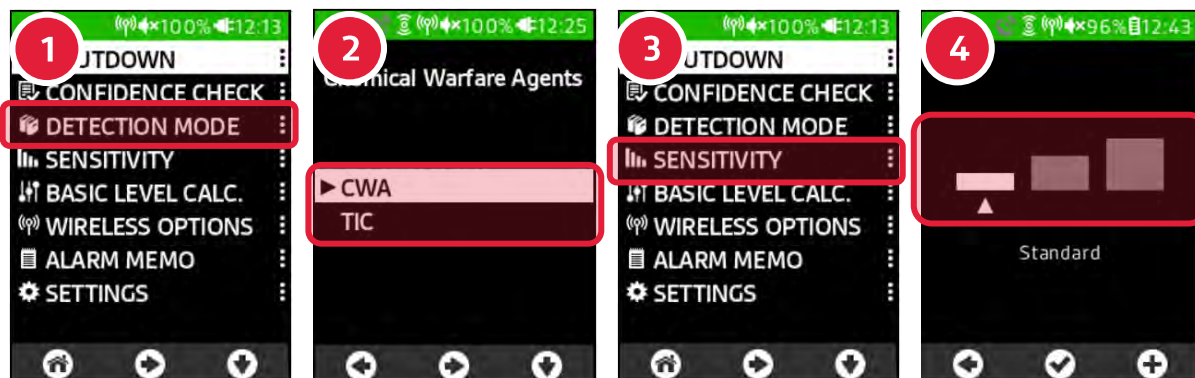 1
100% 12:13
UTDOWN
CONFIDENCE CHECK
DETECTION MODE
SENSITIVITY
BASIC LEVEL CALC.
WIRELESS OPTIONS
ALARM MEMO
SETTINGS
2
100% 12:25
Chemical Warfare Agents
CWA
TIC
3
100% 12:13
UTDOWN
CONFIDENCE CHECK
DETECTION MODE
SENSITIVITY
BASIC LEVEL CALC.
WIRELESS OPTIONS
ALARM MEMO
SETTINGS
4
96% 12:43
Standard